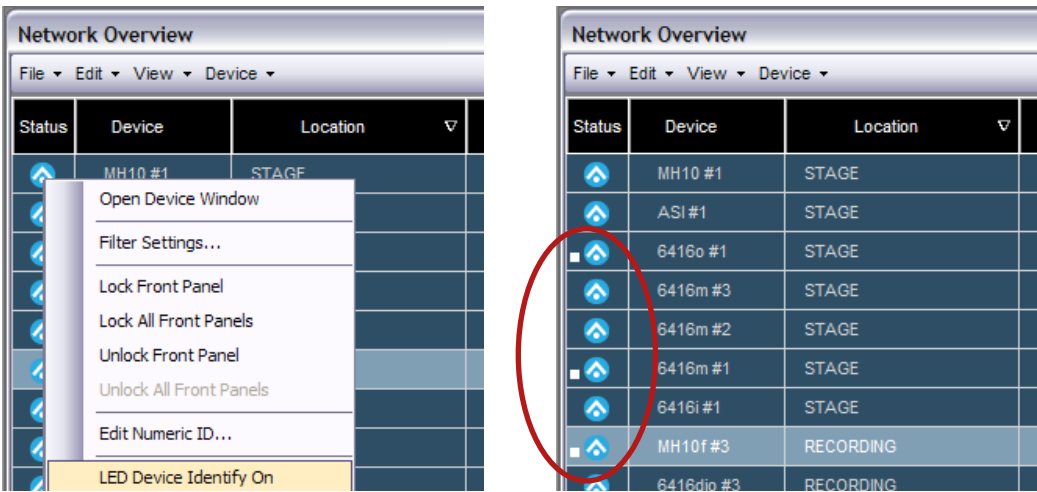 Network Overview
File Edit View Device
Status Device Location
MH10 #1 STAGE
Open Device Window
Filter Settings...
Lock Front Panel
Lock All Front Panels
Unlock Front Panel
Unlock All Front Panels
Edit Numeric ID...
LED Device Identify On
Network Overview
File Edit View Device
Status Device Location
MH10 #1 STAGE
ASI #1 STAGE
6416o #1 STAGE
6416m #3 STAGE
6416m #2 STAGE
6416m #1 STAGE
6416i #1 STAGE
MH10f #3 RECORDING
6416dio #3 RECORDING